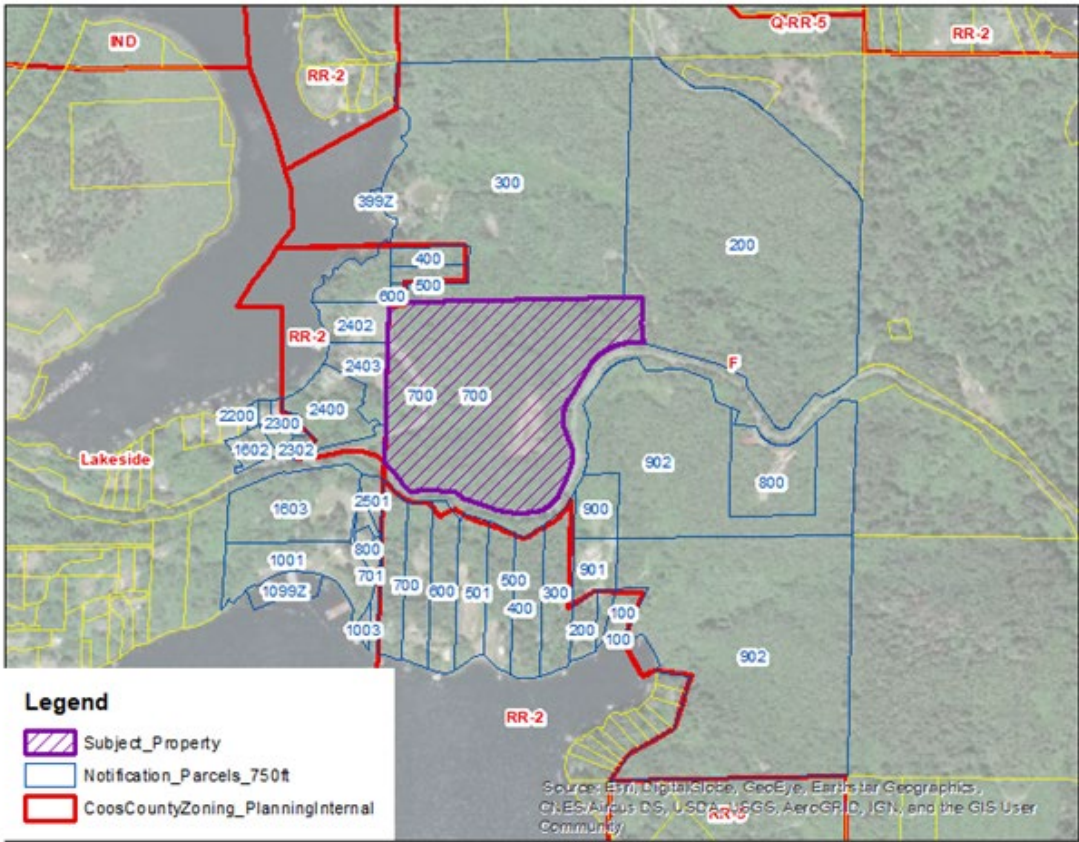 IND
RR-2
Q-RR-5
RR-2
300
399Z
200
400
500
600
2402
RR-2
2403
F
700
700
2400
2200
2300
1602
2302
Lakeside
902
800
2501
900
1603
800
1001
701
901
1099Z
1003
700
600
501
500
400
300
200
100
100
902
RR-2
Legend
Subject_Property
Notification_Parcels_750ft
CoosCountyZoning_PlanningInternal
Source: Esri, DigitalGlobe, GeoEye, Earthstar Geographics,
CNES/Airbus DS, USDA, USGS, AeroGRID, IGN, and the GIS User
Community
RR-5